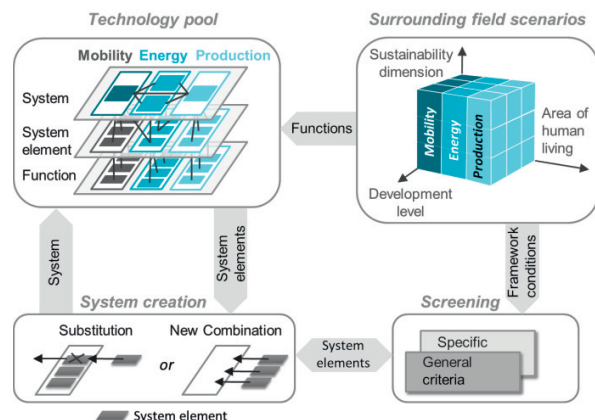 Technology pool
Surrounding field scenarios
Mobility Energy Production
System
System
element
Function
Functions
Sustainability
dimension
Mobility
Energy
Production
Area of
human
living
Development
level
System
System
elements
Framework
conditions
System creation
Screening
Substitution
or
New Combination
System
elements
Specific
General
criteria
System element